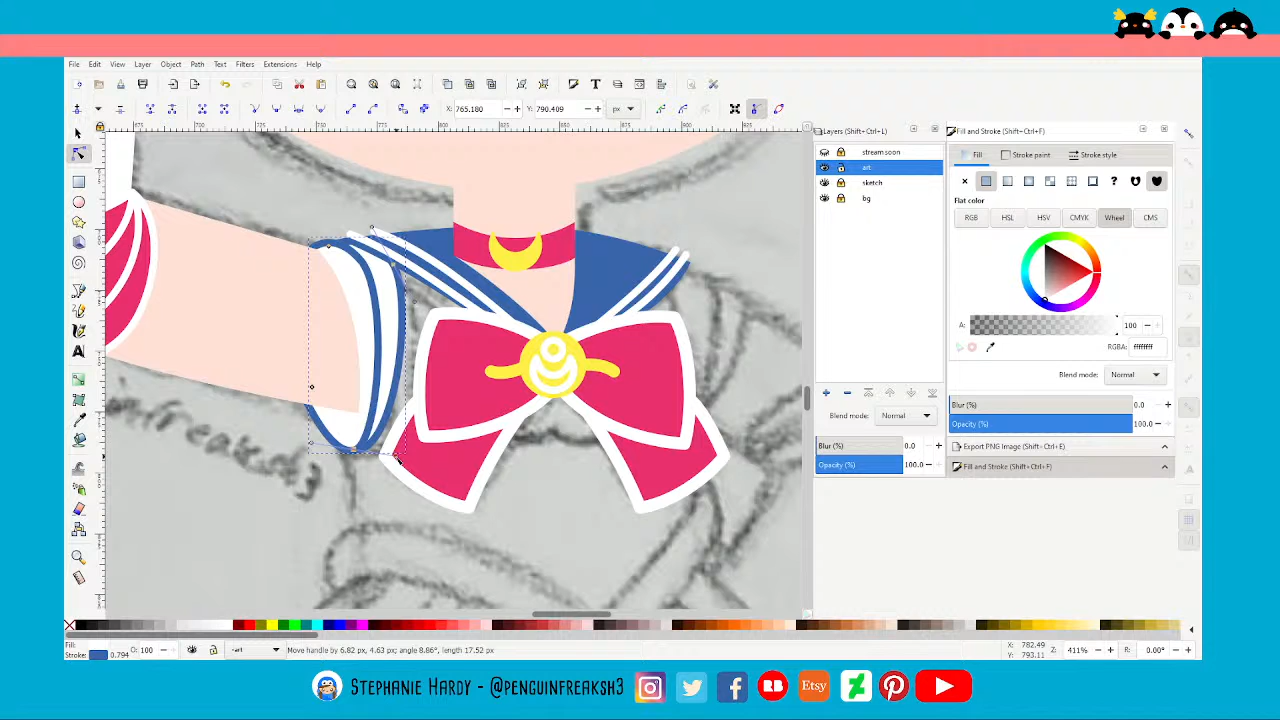 File Edit View Layer Object Path Text Filters Extensions Help
X: 765.180 Y: 790.409 px
Layers (Shift+Ctrl+L) Fill and Stroke (Shift+Ctrl+F)
stream soon
art
sketch
bg
Fill Stroke paint Stroke style
Flat color
RGB HSL HSV CMYK Wheel CMS
A: 100
RGBA: ffffffff
Blend mode: Normal
Blur (%) 0.0
Opacity (%) 100.0
Export PNG Image (Shift+Ctrl+E)
Fill and Stroke (Shift+Ctrl+F)
Blend mode: Normal
Blur (%) 0.0
Opacity (%) 100.0
nfreaksh3
Fill:
Stroke: 0.794
O: 100
-art
Move handle by 6.82 px, 4.63 px; angle 8.86°, length 17.52 px
X: 782.49
Y: 793.11
Z: 411%
R: 0.00°
Stephanie Hardy - @penguinfreaksh3
Etsy